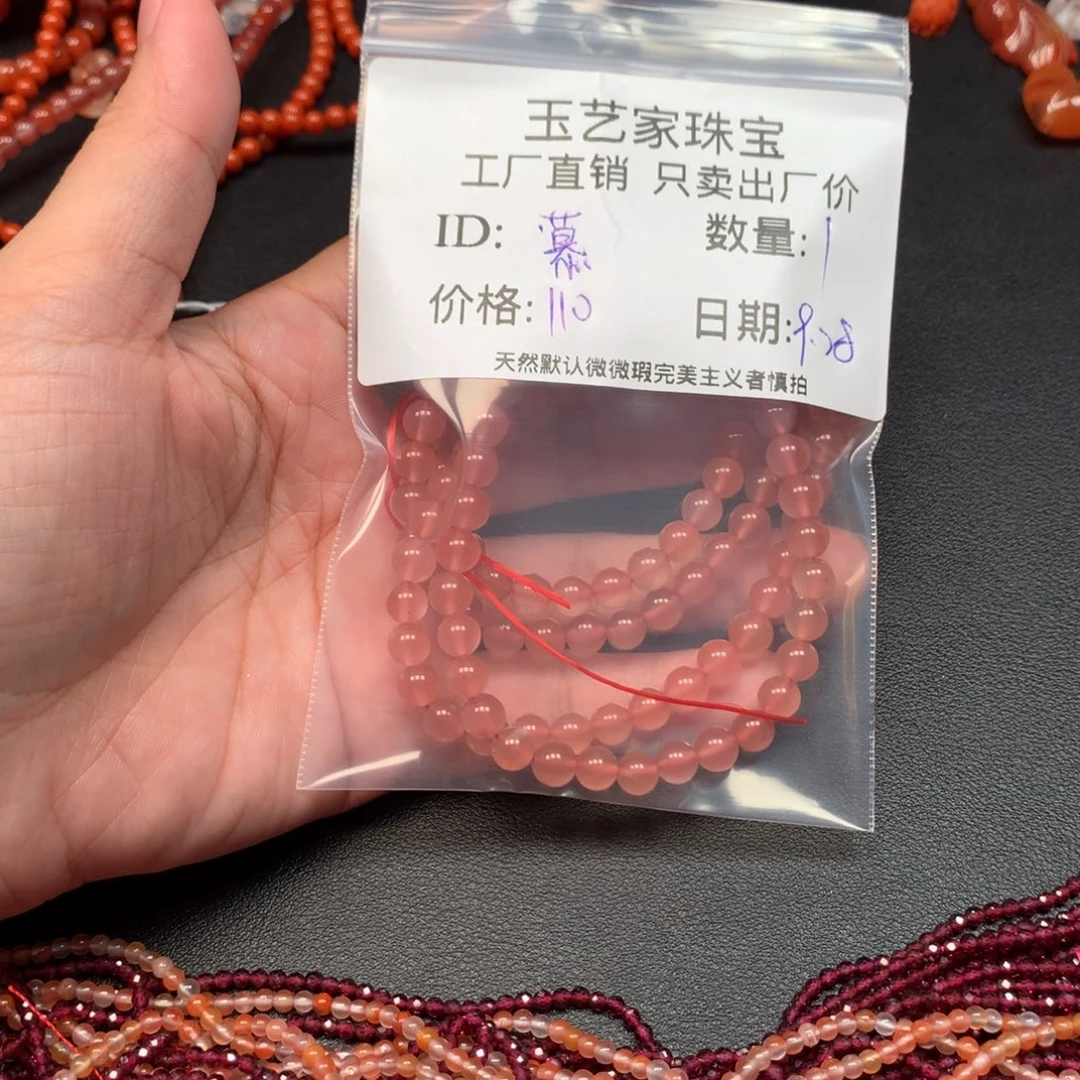 玉艺家珠宝
工厂直销 只卖出厂价
ID: 慕 数量: 1
价格: 110 日期: 9.28
天然默认微微瑕完美主义者慎拍